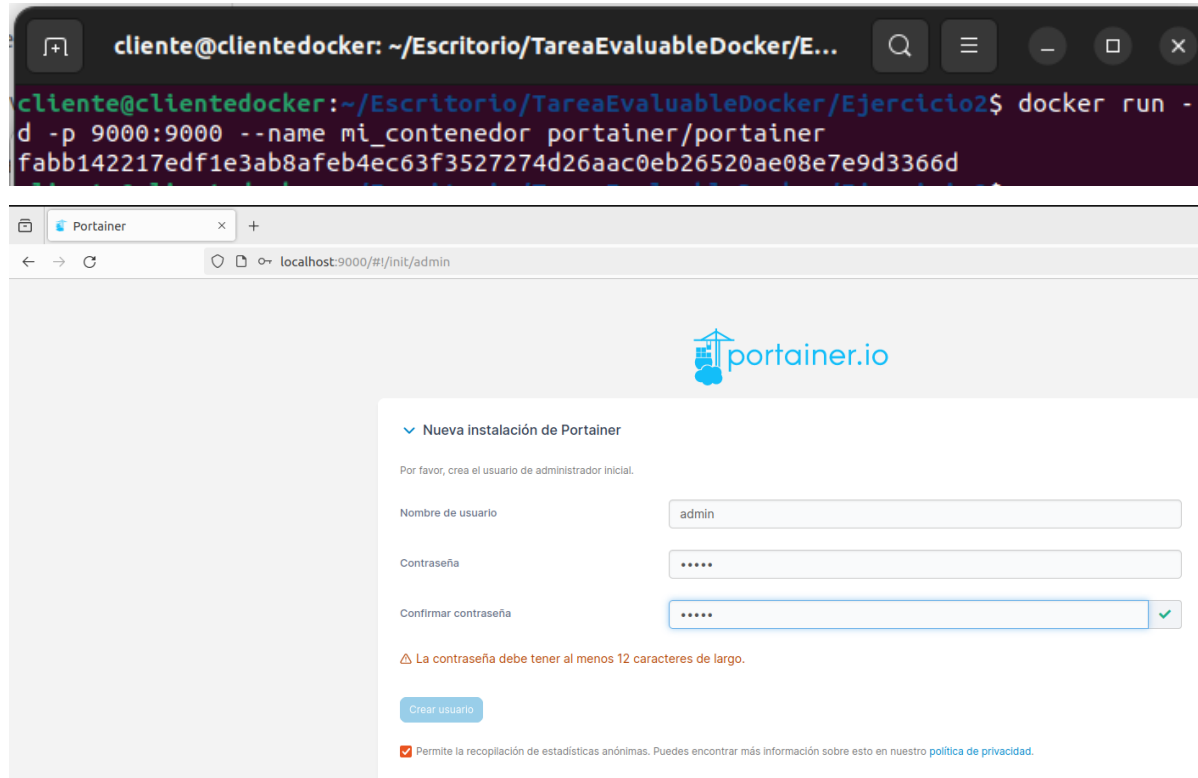 cliente@clientedocker: ~/Escritorio/TareaEvaluableDocker/E...
cliente@clientedocker:~/Escritorio/TareaEvaluableDocker/Ejercicio2$ docker run -
d -p 9000:9000 --name mi_contenedor portainer/portainer
fabb142217edf1e3ab8afeb4ec63f3527274d26aac0eb26520ae08e7e9d3366d
Portainer
localhost:9000/#!/init/admin
portainer.io
Nueva instalación de Portainer
Por favor, crea el usuario de administrador inicial.
Nombre de usuario admin
Contraseña •••••
Confirmar contraseña •••••
La contraseña debe tener al menos 12 caracteres de largo.
Crear usuario
Permite la recopilación de estadísticas anónimas. Puedes encontrar más información sobre esto en nuestro política de privacidad.